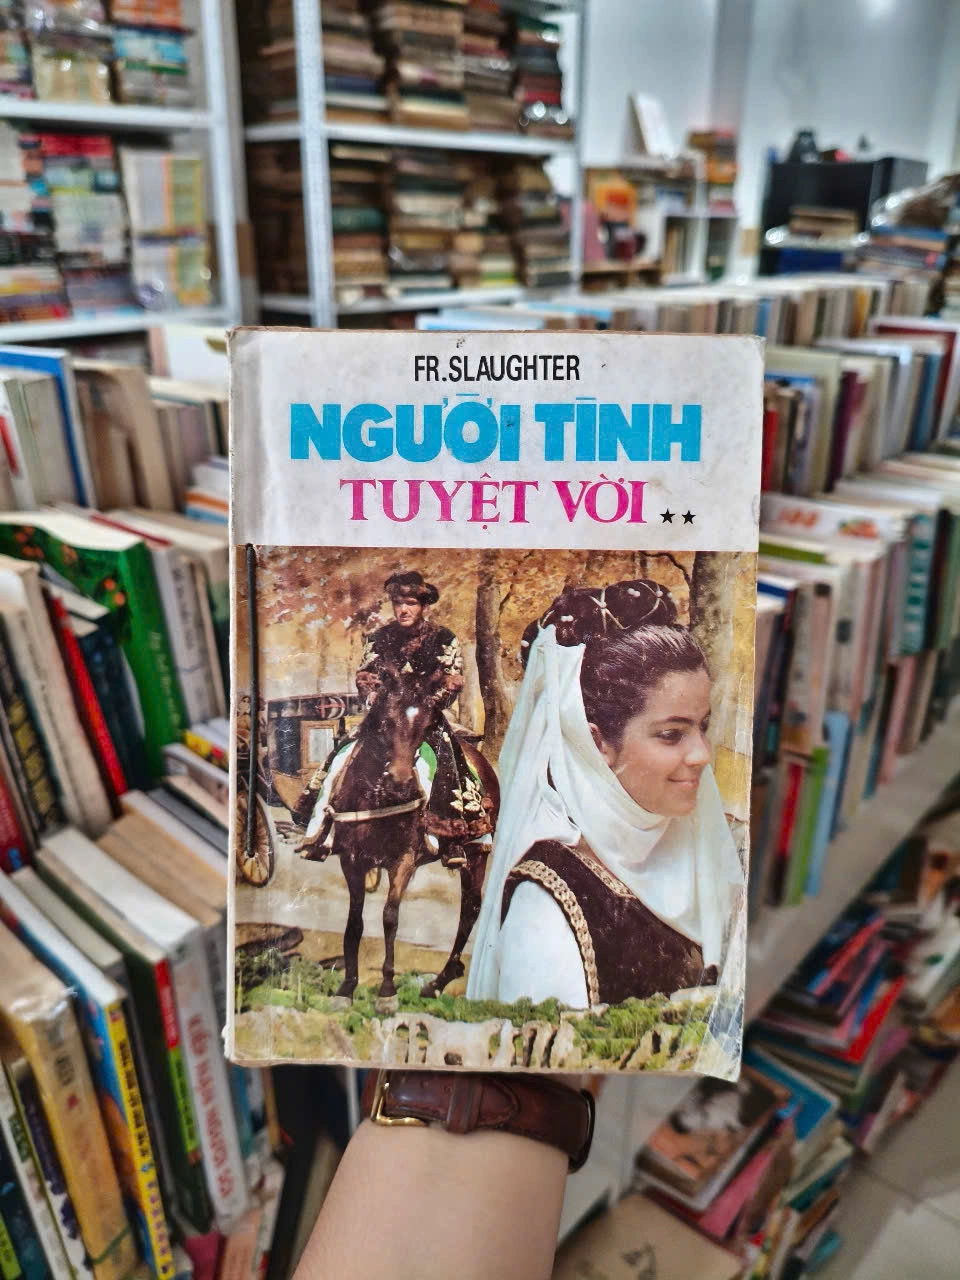 FR.SLAUGHTER
NGƯỜI TÌNH
TUYỆT VỜI ★★